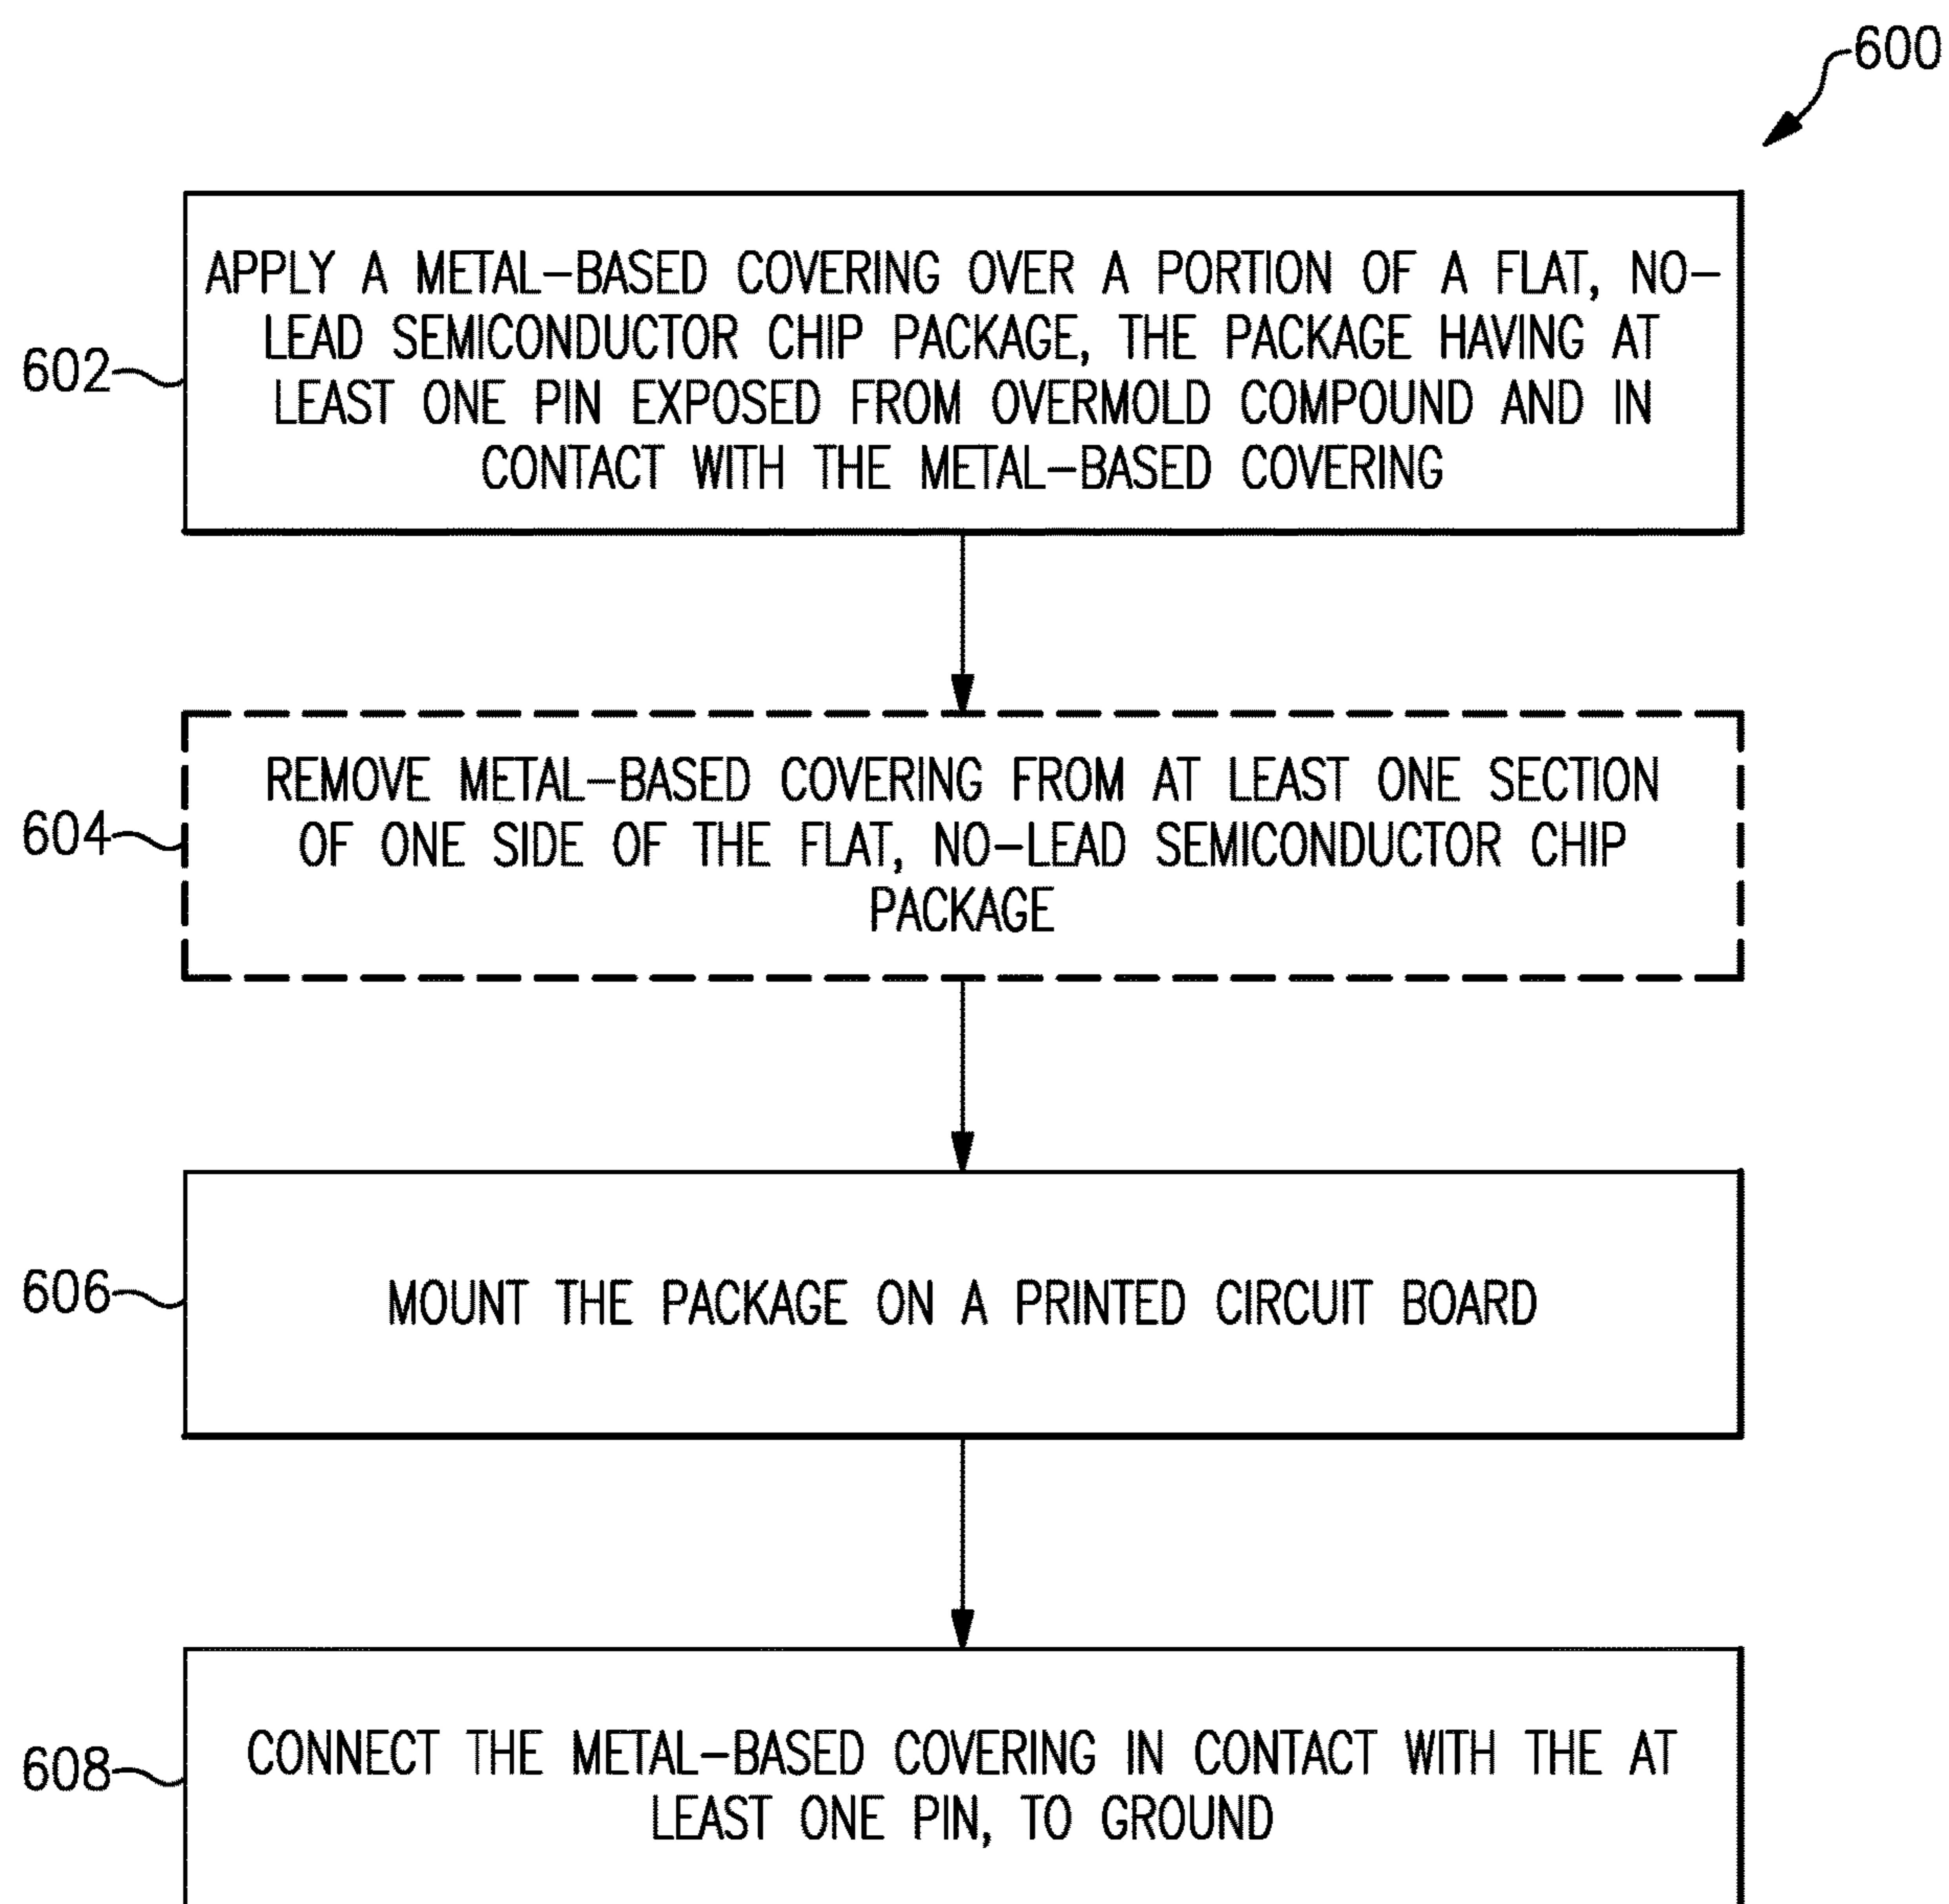 600
APPLY A METAL-BASED COVERING OVER A PORTION OF A FLAT, NO-
LEAD SEMICONDUCTOR CHIP PACKAGE, THE PACKAGE HAVING AT
602
LEAST ONE PIN EXPOSED FROM OVERMOLD COMPOUND AND IN
CONTACT WITH THE METAL-BASED COVERING
REMOVE METAL-BASED COVERING FROM AT LEAST ONE SECTION
604
OF ONE SIDE OF THE FLAT, NO-LEAD SEMICONDUCTOR CHIP
PACKAGE
606
MOUNT THE PACKAGE ON A PRINTED CIRCUIT BOARD
608
CONNECT THE METAL-BASED COVERING IN CONTACT WITH THE AT
LEAST ONE PIN, TO GROUND